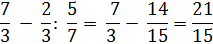 7/3 − 2/3 : 5/7 = 7/3 − 14/15 = 21/15